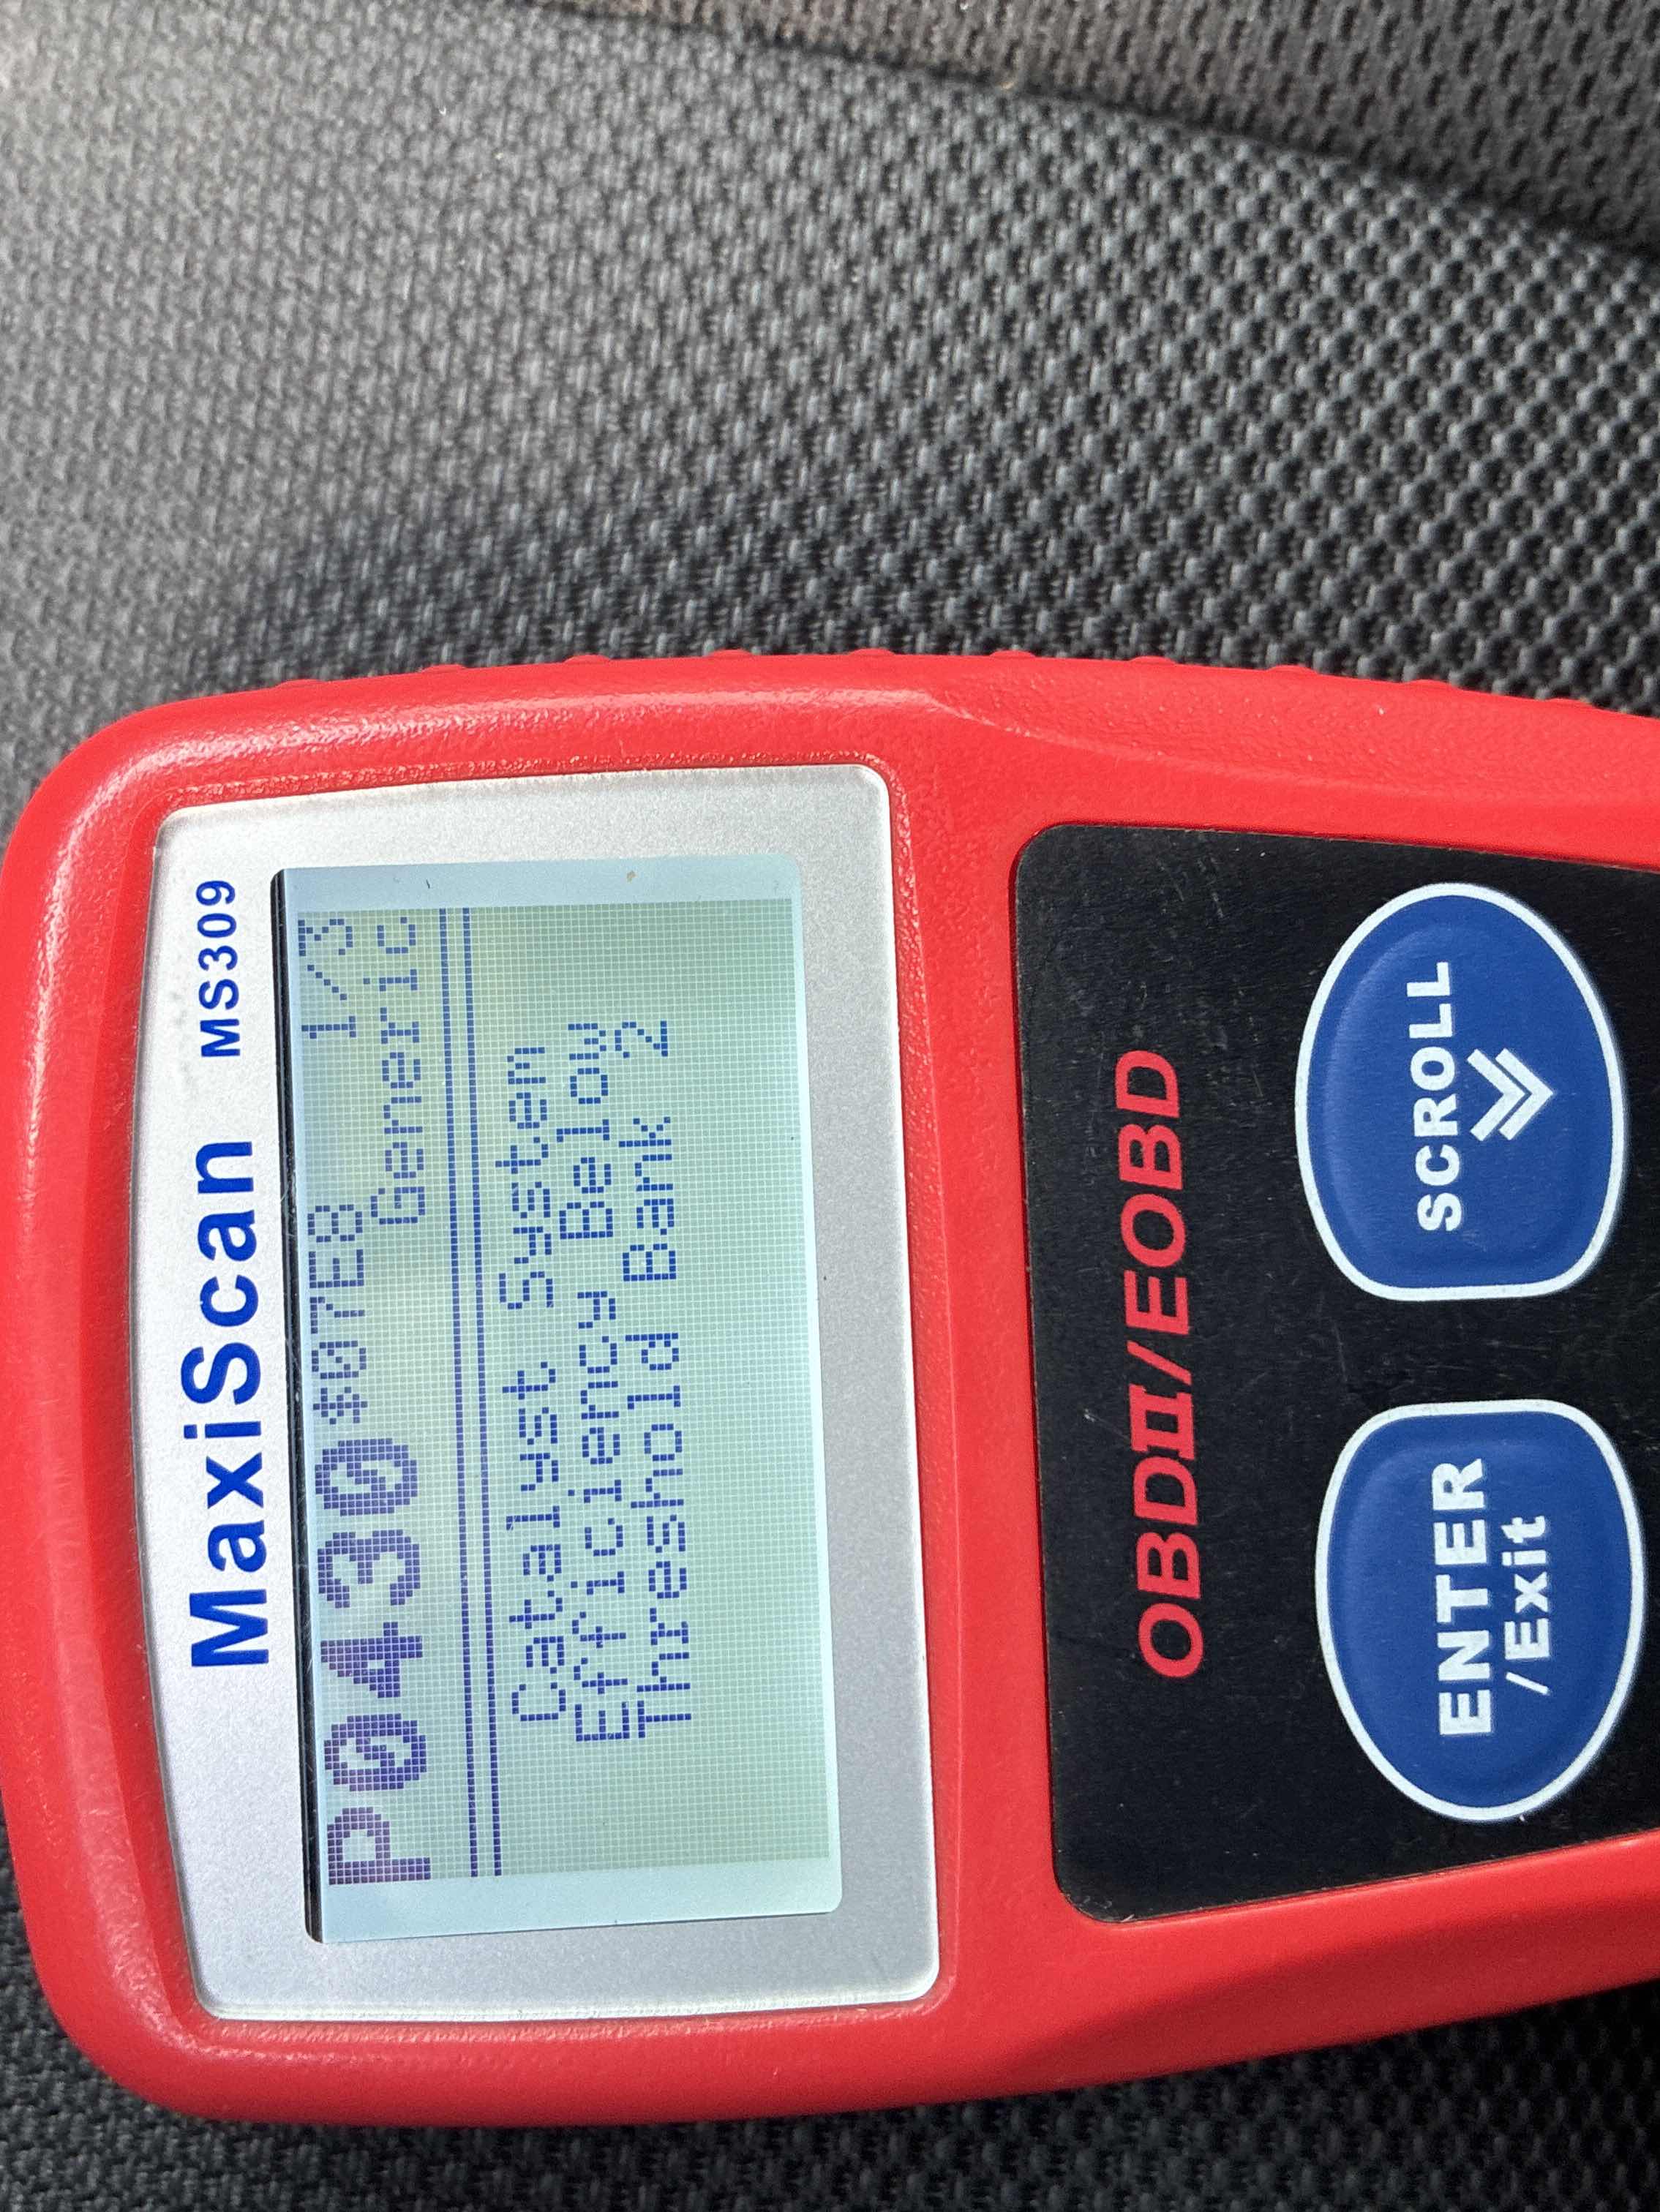 MaxiScan MS309
P0430 $07E8 1/3
Generic
Catalyst System
Efficiency Below
Threshold Bank 2
OBDII/EOBD
ENTER
/Exit
SCROLL